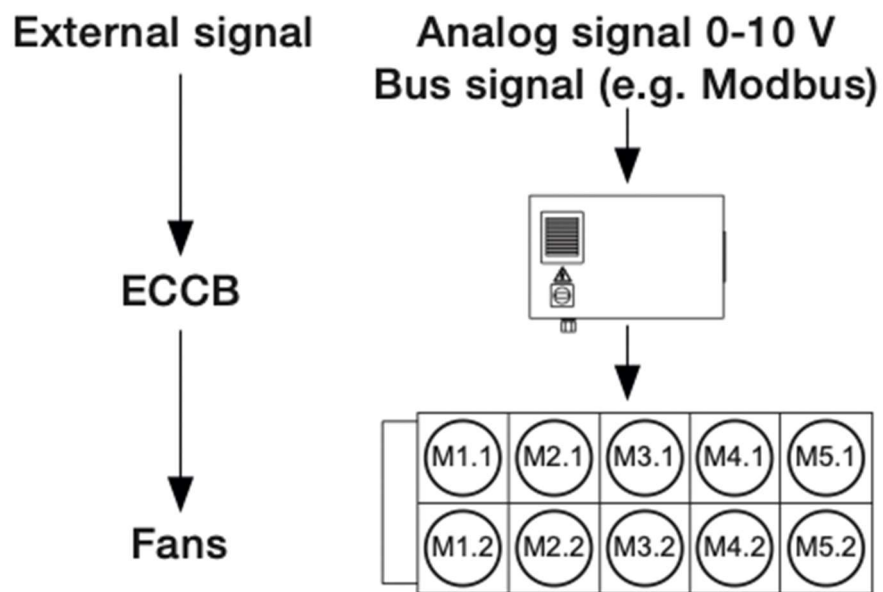 External signal
Analog signal 0-10 V
Bus signal (e.g. Modbus)
ECCB
M1.1 M2.1 M3.1 M4.1 M5.1
Fans
M1.2 M2.2 M3.2 M4.2 M5.2